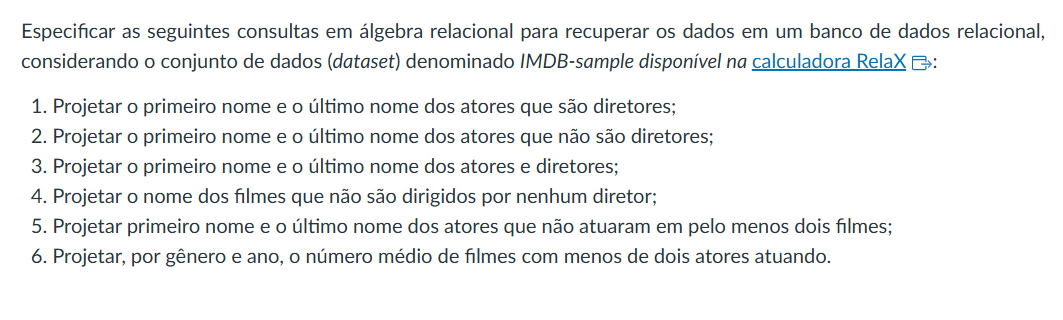 Especificar as seguintes consultas em álgebra relacional para recuperar os dados em um banco de dados relacional,
considerando o conjunto de dados (dataset) denominado IMDB-sample disponível na calculadora RelaX:
1. Projetar o primeiro nome e o último nome dos atores que são diretores;
2. Projetar o primeiro nome e o último nome dos atores que não são diretores;
3. Projetar o primeiro nome e o último nome dos atores e diretores;
4. Projetar o nome dos filmes que não são dirigidos por nenhum diretor;
5. Projetar primeiro nome e o último nome dos atores que não atuaram em pelo menos dois filmes;
6. Projetar, por gênero e ano, o número médio de filmes com menos de dois atores atuando.